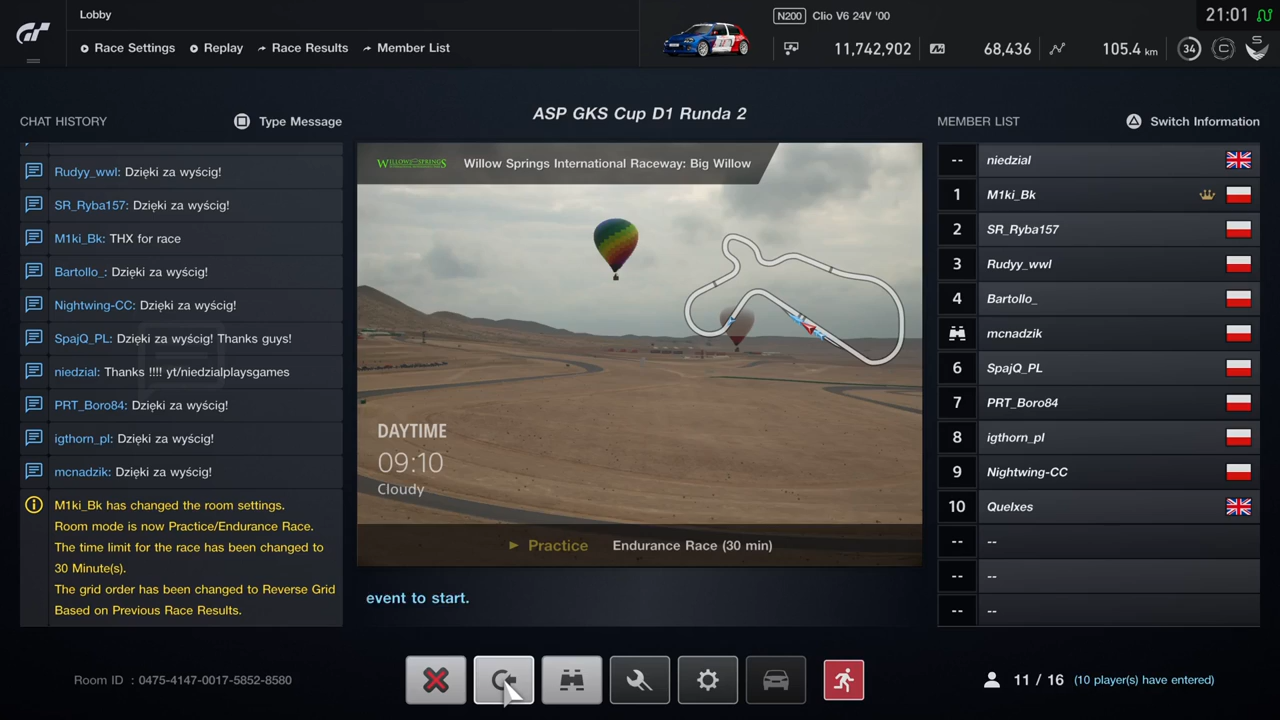 Lobby
N200 Clio V6 24V '00
21:01
Race Settings
Replay
Race Results
Member List
11,742,902
68,436
105.4 km
34
C
S
CHAT HISTORY
Type Message
Rudyy_wwl: Dzięki za wyścig!
SR_Ryba157: Dzięki za wyścig!
M1ki_Bk: THX for race
Bartollo_: Dzięki za wyścig!
Nightwing-CC: Dzięki za wyścig!
SpajQ_PL: Dzięki za wyścig! Thanks guys!
niedzial: Thanks !!!! yt/niedzialplaysgames
PRT_Boro84: Dzięki za wyścig!
igthorn_pl: Dzięki za wyścig!
mcnadzik: Dzięki za wyścig!
M1ki_Bk has changed the room settings.
Room mode is now Practice/Endurance Race.
The time limit for the race has been changed to
30 Minute(s).
The grid order has been changed to Reverse Grid
Based on Previous Race Results.
ASP GKS Cup D1 Runda 2
WILLOW SPRINGS
Willow Springs International Raceway: Big Willow
DAYTIME
09:10
Cloudy
Practice Endurance Race (30 min)
event to start.
MEMBER LIST
Switch Information
-- niedzial
1 M1ki_Bk
2 SR_Ryba157
3 Rudyy_wwl
4 Bartollo_
mcnadzik
6 SpajQ_PL
7 PRT_Boro84
8 igthorn_pl
9 Nightwing-CC
10 Quelxes
-- --
-- --
-- --
Room ID : 0475-4147-0017-5852-8580
11 / 16 (10 player(s) have entered)